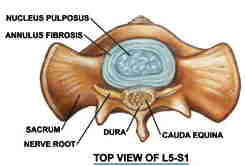 NUCLEUS PULPOSUS
ANNULUS FIBROSIS
SACRUM
NERVE ROOT
DURA
CAUDA EQUINA
TOP VIEW OF L5-S1